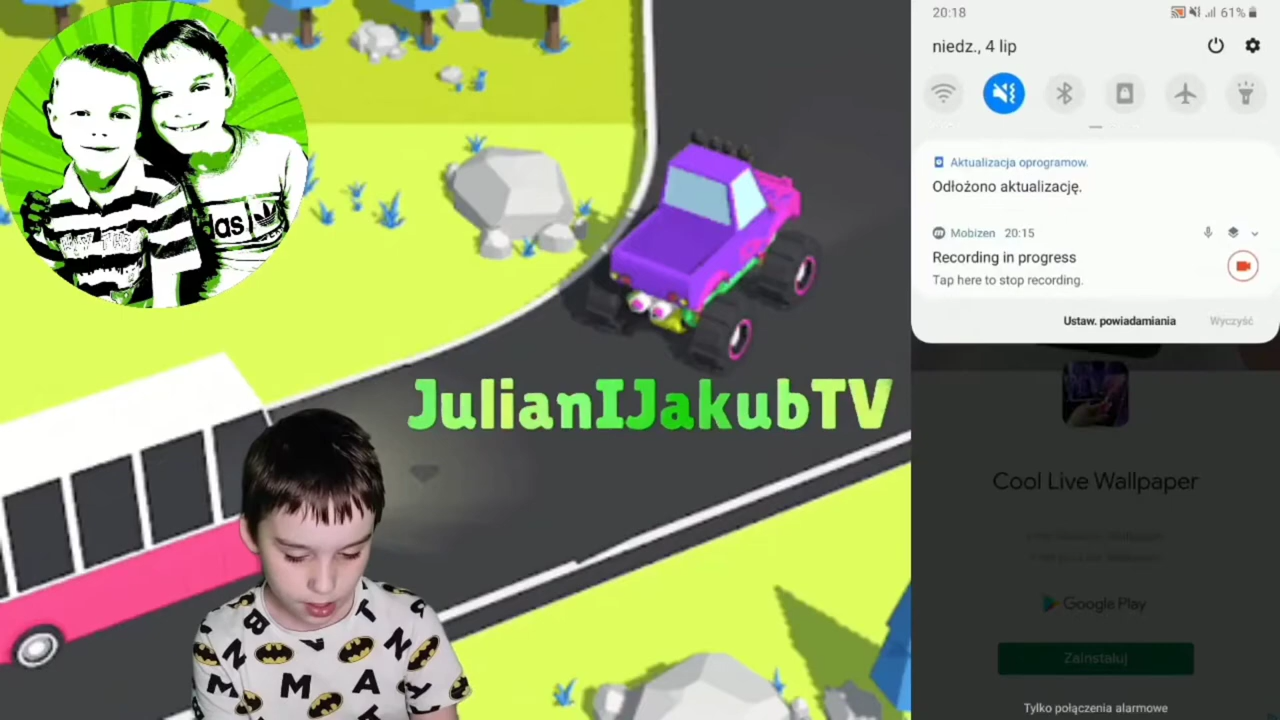 20:18
61%
niedz., 4 lip
Aktualizacja oprogramow.
Odłożono aktualizację.
Mobizen 20:15
Recording in progress
Tap here to stop recording.
Ustaw. powiadamiania
Wyczyść
das
JulianIJakubTV
Cool Live Wallpaper
Google Play
Zainstaluj
Tylko połączenia alarmowe